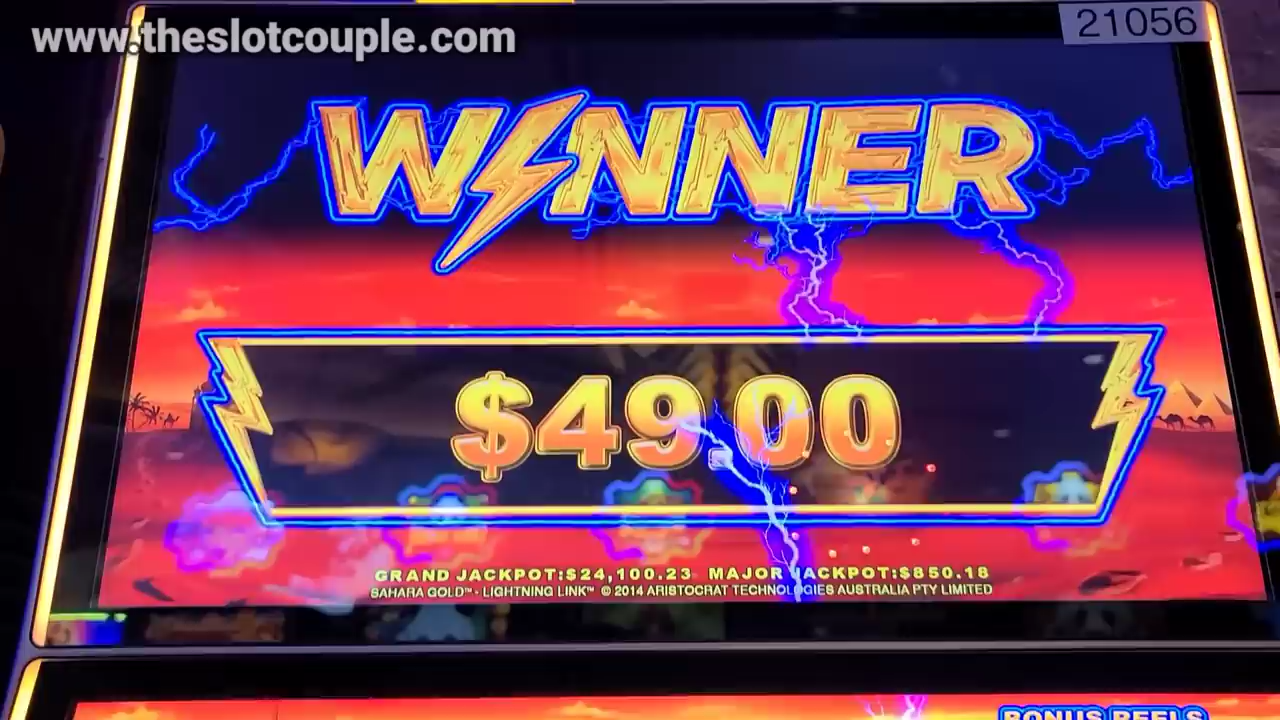 www.theslotcouple.com
21056
WINNER
$49.00
GRAND JACKPOT:$24,100.23 MAJOR JACKPOT:$850.18
SAHARA GOLD™ - LIGHTNING LINK™ © 2014 ARISTOCRAT TECHNOLOGIES AUSTRALIA PTY LIMITED
BONUS REELS